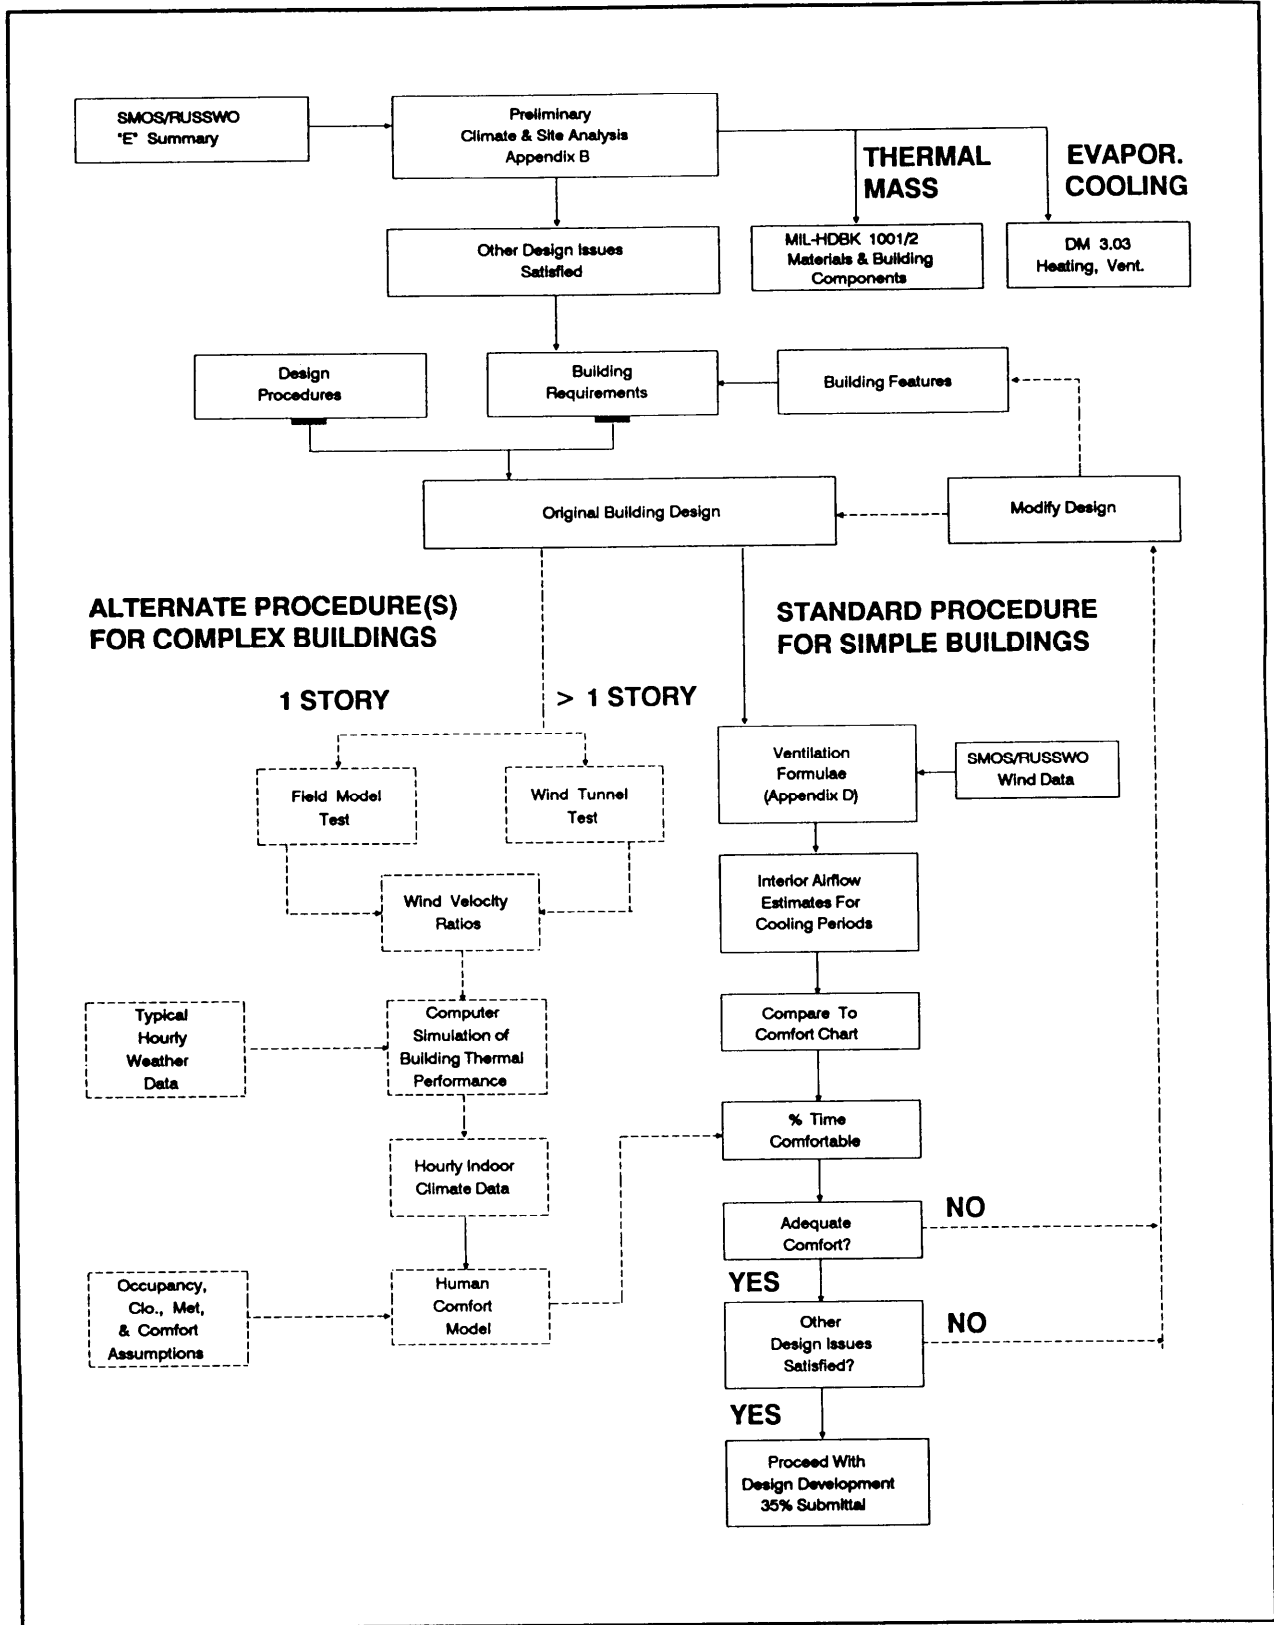 SMOS/RUSSWO
"E" Summary
Preliminary
Climate & Site Analysis
Appendix B
THERMAL
MASS
EVAPOR.
COOLING
Other Design Issues
Satisfied
MIL-HDBK 1001/2
Materials & Building
Components
DM 3.03
Heating, Vent.
Design
Procedures
Building
Requirements
Building Features
Original Building Design
Modify Design
ALTERNATE PROCEDURE(S)
FOR COMPLEX BUILDINGS
STANDARD PROCEDURE
FOR SIMPLE BUILDINGS
1 STORY
> 1 STORY
Field Model
Test
Wind Tunnel
Test
Ventilation
Formulae
(Appendix D)
SMOS/RUSSWO
Wind Data
Wind Velocity
Ratios
Interior Airflow
Estimates For
Cooling Periods
Typical
Hourly
Weather
Data
Computer
Simulation of
Building Thermal
Performance
Compare To
Comfort Chart
% Time
Comfortable
Hourly Indoor
Climate Data
Adequate
Comfort?
NO
YES
Occupancy,
Clo., Met,
& Comfort
Assumptions
Human
Comfort
Model
Other
Design Issues
Satisfied?
NO
YES
Proceed With
Design Development
35% Submittal